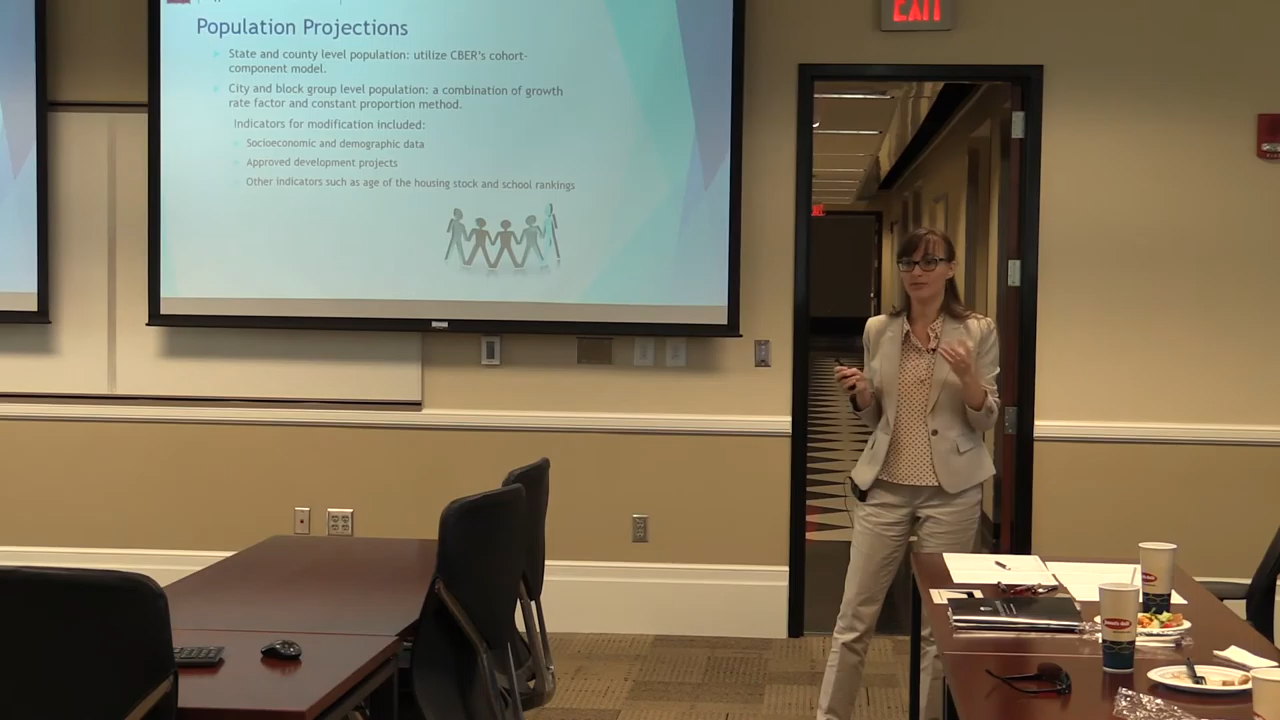 Population Projections
State and county level population: utilize CBER's cohort-
component model.
City and block group level population: a combination of growth
rate factor and constant proportion method.
Indicators for modification included:
Socioeconomic and demographic data
Approved development projects
Other indicators such as age of the housing stock and school rankings
EXIT